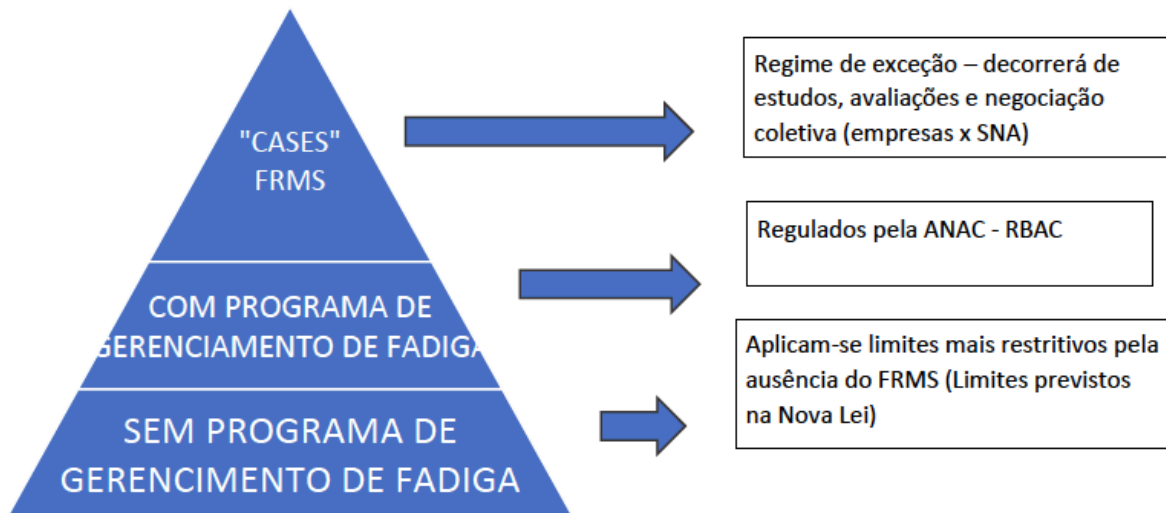 "CASES"
FRMS
Regime de exceção – decorrerá de
estudos, avaliações e negociação
coletiva (empresas x SNA)
COM PROGRAMA DE
GERENCIAMENTO DE FADIGA
Regulados pela ANAC - RBAC
SEM PROGRAMA DE
GERENCIMENTO DE FADIGA
Aplicam-se limites mais restritivos pela
ausência do FRMS (Limites previstos
na Nova Lei)